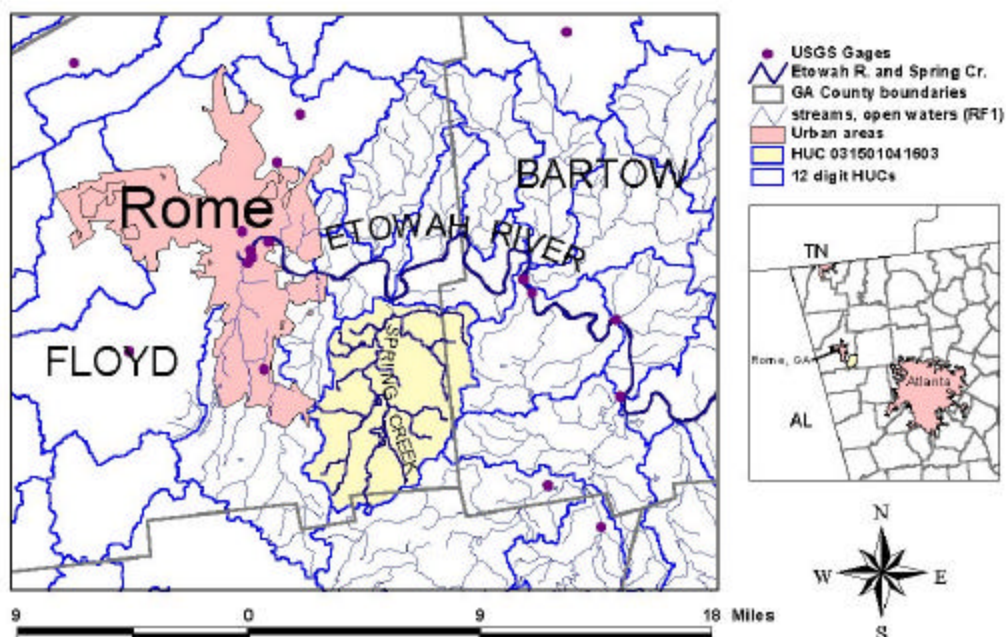 Rome
BARTOW
ETOWAH RIVER
FLOYD
SPRING CREEK
9 0 9 18 Miles
USGS Gages
Etowah R. and Spring Cr.
GA County boundaries
streams, open waters (RF1)
Urban areas
HUC 031501041603
12 digit HUCs
TN
Rome, GA
Atlanta
AL
N
W E
S